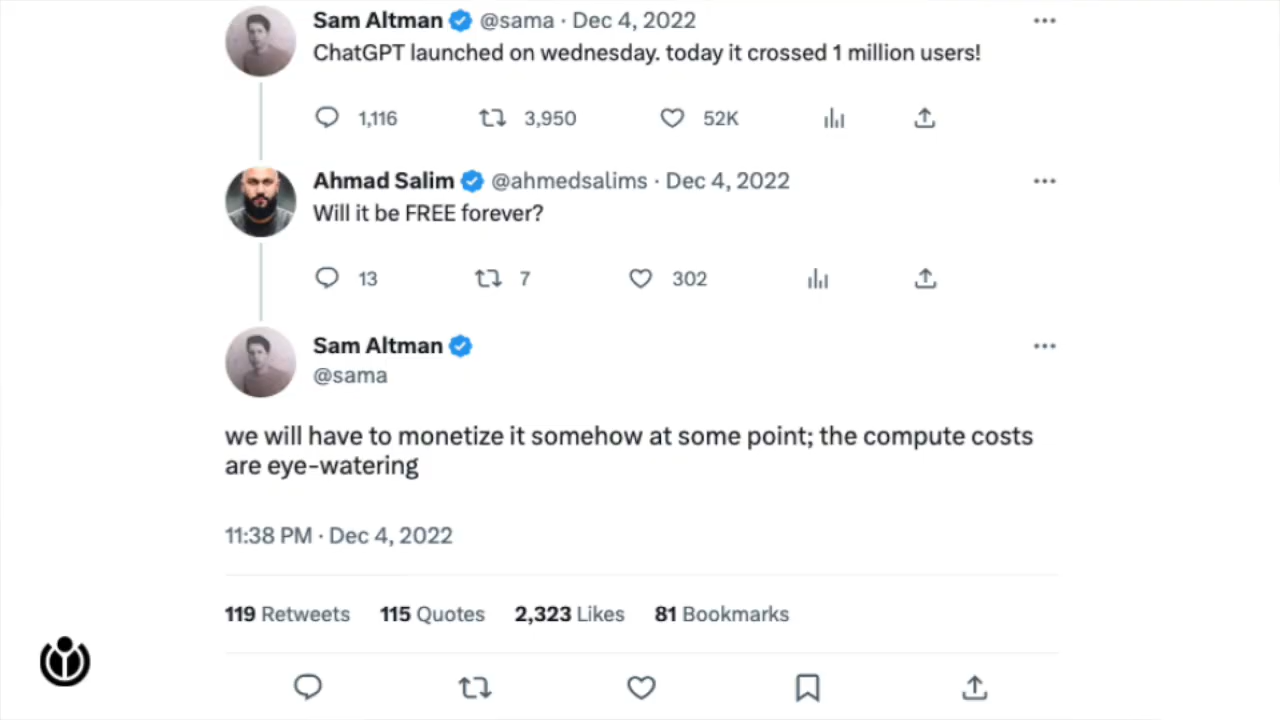 Sam Altman @sama · Dec 4, 2022
ChatGPT launched on wednesday. today it crossed 1 million users!
1,116 3,950 52K
Ahmad Salim @ahmedsalims · Dec 4, 2022
Will it be FREE forever?
13 7 302
Sam Altman
@sama
we will have to monetize it somehow at some point; the compute costs
are eye-watering
11:38 PM · Dec 4, 2022
119 Retweets 115 Quotes 2,323 Likes 81 Bookmarks